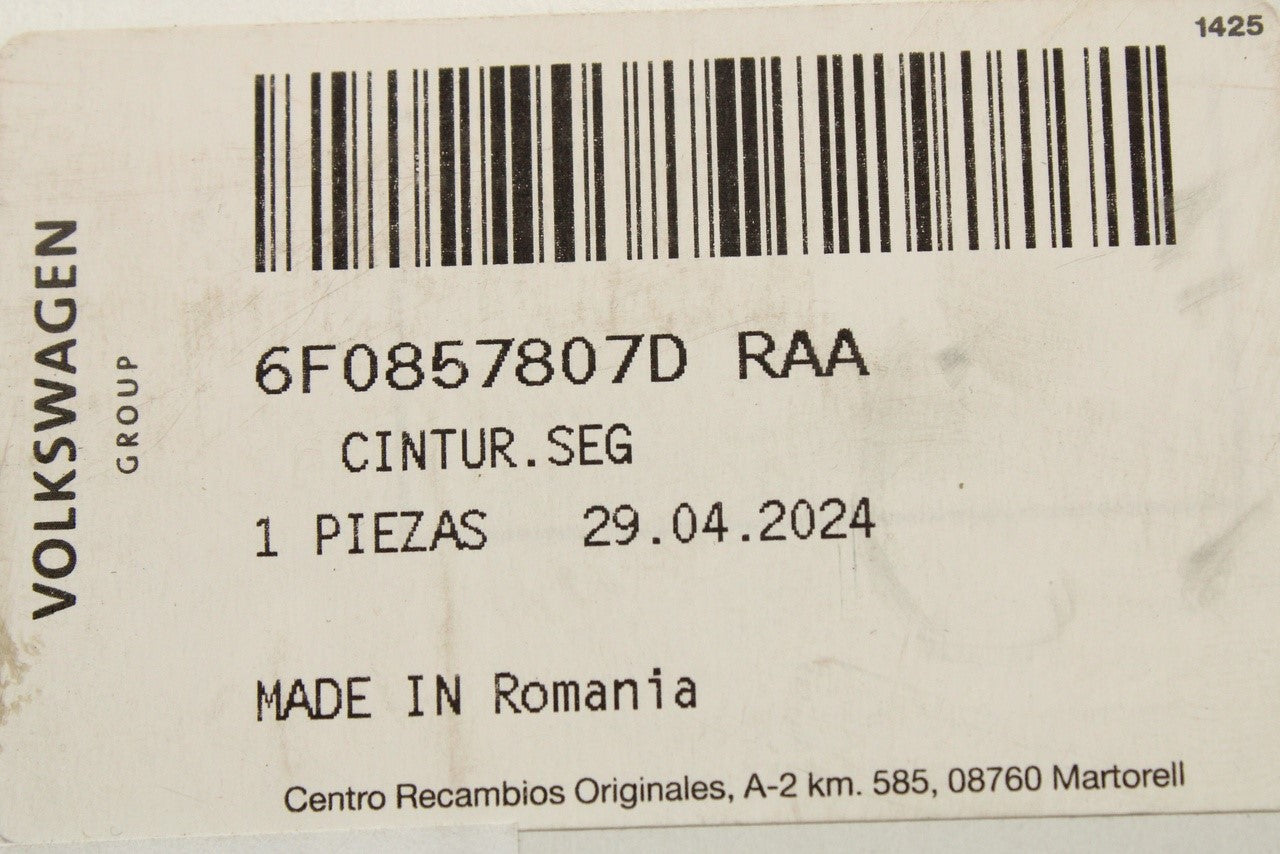 1425
VOLKSWAGEN
GROUP
6F0857807D RAA
CINTUR.SEG
1 PIEZAS 29.04.2024
MADE IN Romania
Centro Recambios Originales, A-2 km. 585, 08760 Martorell